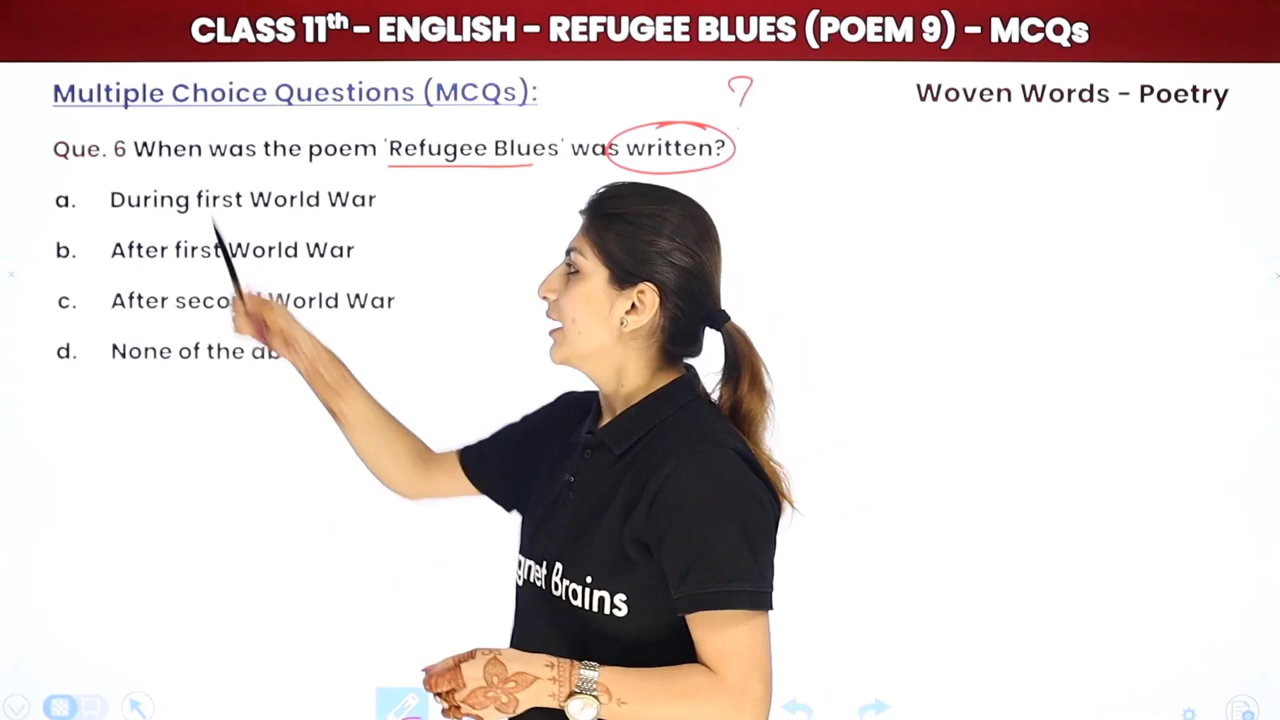 CLASS 11th - ENGLISH - REFUGEE BLUES (POEM 9) - MCQs
Multiple Choice Questions (MCQs):
?
Woven Words - Poetry
Que. 6 When was the poem 'Refugee Blues' was written?
a. During first World War
b. After first World War
c. After second World War
d. None of the
gnet Brains